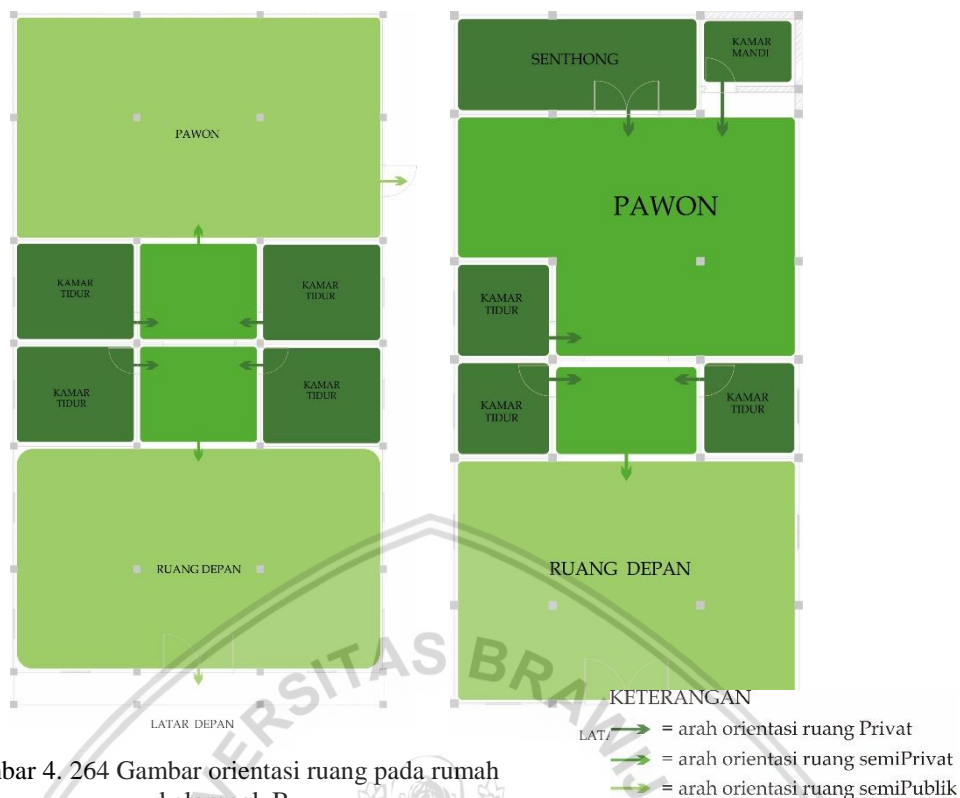 PAWON
KAMAR
TIDUR
KAMAR
TIDUR
KAMAR
TIDUR
KAMAR
TIDUR
RUANG DEPAN
LATAR DEPAN
SENTHONG
KAMAR
MANDI
PAWON
KAMAR
TIDUR
KAMAR
TIDUR
KAMAR
TIDUR
RUANG DEPAN
KETERANGAN
= arah orientasi ruang Privat
= arah orientasi ruang semiPrivat
= arah orientasi ruang semiPublik
bar 4. 264 Gambar orientasi ruang pada rumah